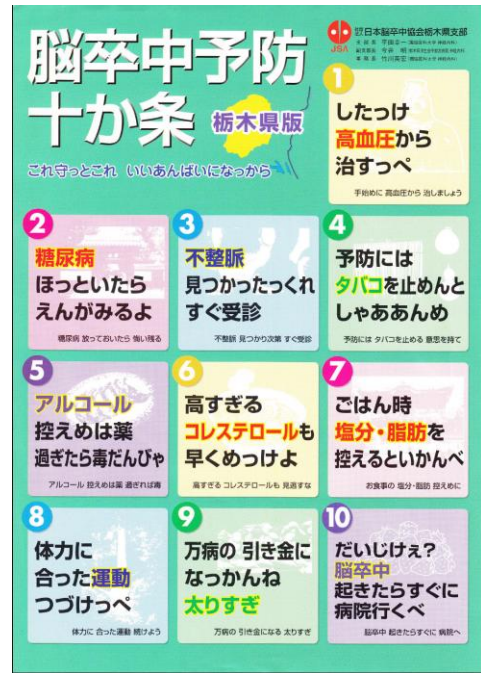 脳卒中予防
十か条 栃木県版
これ守っとこれ いいあんばいになっから
JSA
日本脳卒中協会栃木県支部
1
したっけ
高血圧から
治すっぺ
手始めに 高血圧から 治しましょう
2
糖尿病
ほっといたら
えんがみるよ
糖尿病 放っておいたら 悔い残る
3
不整脈
見つかったっくれ
すぐ受診
不整脈 見つかり次第 すぐ受診
4
予防には
タバコを止めんと
しゃああんめ
予防には タバコを止める 意思を持て
5
アルコール
控えめは薬
過ぎたら毒だんびゃ
アルコール 控えめは薬 過ぎれば毒
6
高すぎる
コレステロールも
早くめっけよ
高すぎる コレステロールも 見逃すな
7
ごはん時
塩分・脂肪を
控えるといかんべ
お食事の 塩分・脂肪 控えめに
8
体力に
合った運動
つづけっぺ
体力に 合った運動 続けよう
9
万病の 引き金に
なっかんね
太りすぎ
万病の 引き金になる 太りすぎ
10
だいじけぇ?
脳卒中
起きたらすぐに
病院行くべ
脳卒中 起きたらすぐに 病院へ